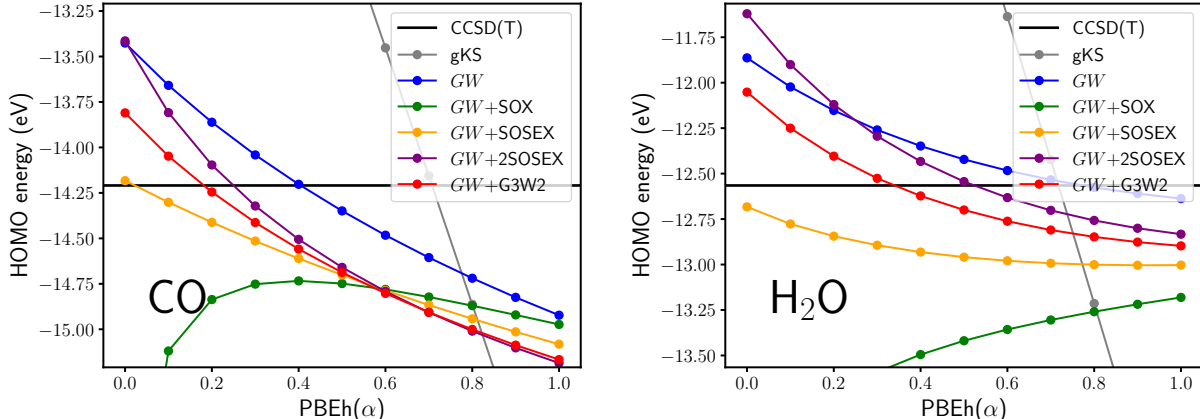 HOMO energy (eV)
−13.25
−13.50
−13.75
−14.00
−14.25
−14.50
−14.75
−15.00
CCSD(T)
gKS
GW
GW+SOX
GW+SOSEX
GW+2SOSEX
GW+G3W2
CO
0.0 0.2 0.4 0.6 0.8 1.0
PBEh(α)
HOMO energy (eV)
−11.75
−12.00
−12.25
−12.50
−12.75
−13.00
−13.25
−13.50
CCSD(T)
gKS
GW
GW+SOX
GW+SOSEX
GW+2SOSEX
GW+G3W2
H₂O
0.0 0.2 0.4 0.6 0.8 1.0
PBEh(α)